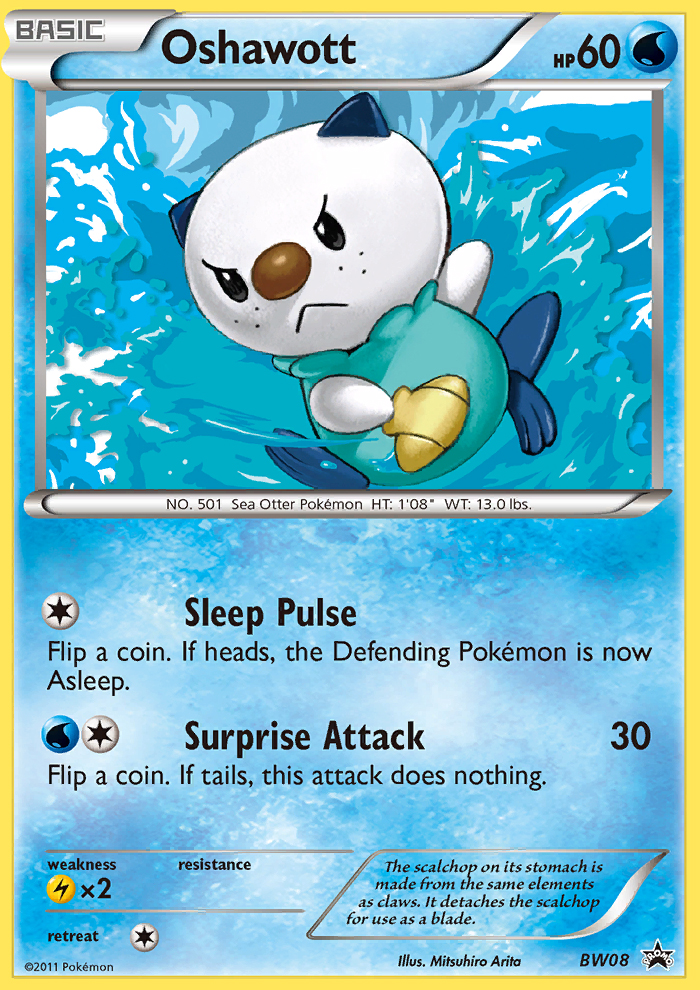 BASIC
Oshawott
HP60
NO. 501 Sea Otter Pokémon HT: 1'08" WT: 13.0 lbs.
Sleep Pulse
Flip a coin. If heads, the Defending Pokémon is now
Asleep.
Surprise Attack 30
Flip a coin. If tails, this attack does nothing.
weakness resistance
×2
retreat
The scalchop on its stomach is
made from the same elements
as claws. It detaches the scalchop
for use as a blade.
©2011 Pokémon Illus. Mitsuhiro Arita BW08 PROMO